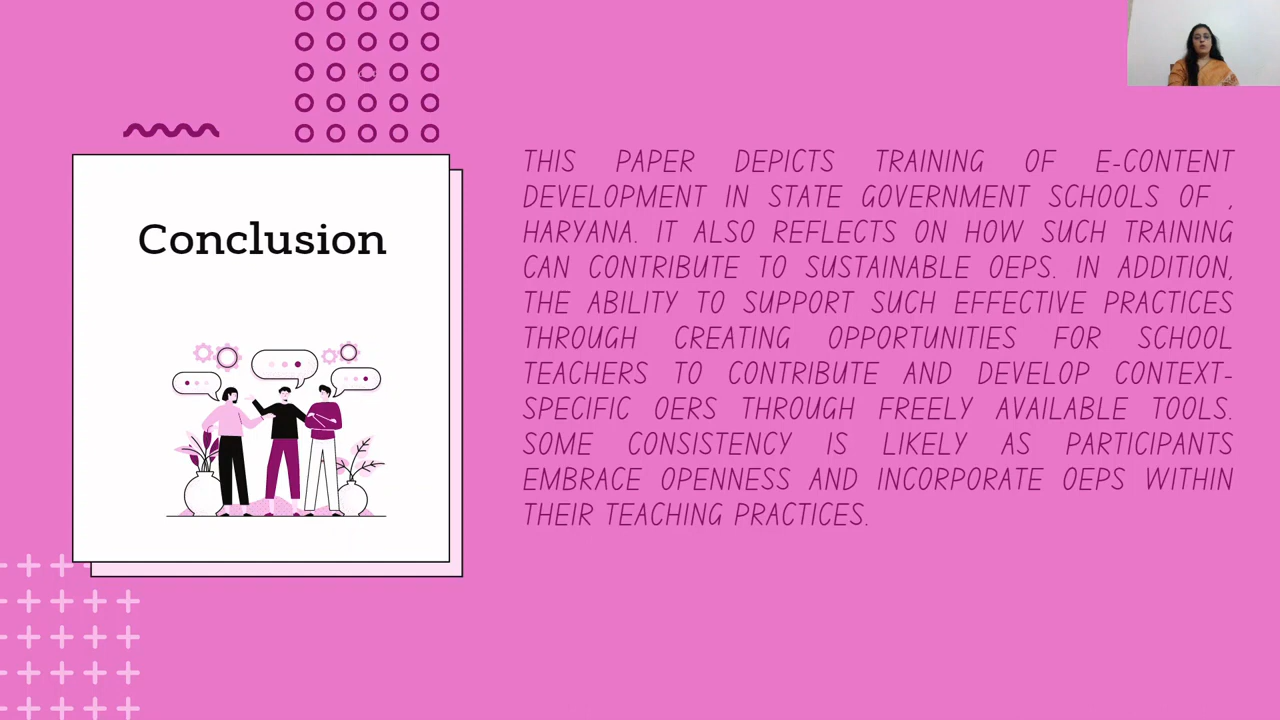 Conclusion
THIS PAPER DEPICTS TRAINING OF E-CONTENT
DEVELOPMENT IN STATE GOVERNMENT SCHOOLS OF ,
HARYANA. IT ALSO REFLECTS ON HOW SUCH TRAINING
CAN CONTRIBUTE TO SUSTAINABLE OEPS. IN ADDITION,
THE ABILITY TO SUPPORT SUCH EFFECTIVE PRACTICES
THROUGH CREATING OPPORTUNITIES FOR SCHOOL
TEACHERS TO CONTRIBUTE AND DEVELOP CONTEXT-
SPECIFIC OERS THROUGH FREELY AVAILABLE TOOLS.
SOME CONSISTENCY IS LIKELY AS PARTICIPANTS
EMBRACE OPENNESS AND INCORPORATE OEPS WITHIN
THEIR TEACHING PRACTICES.